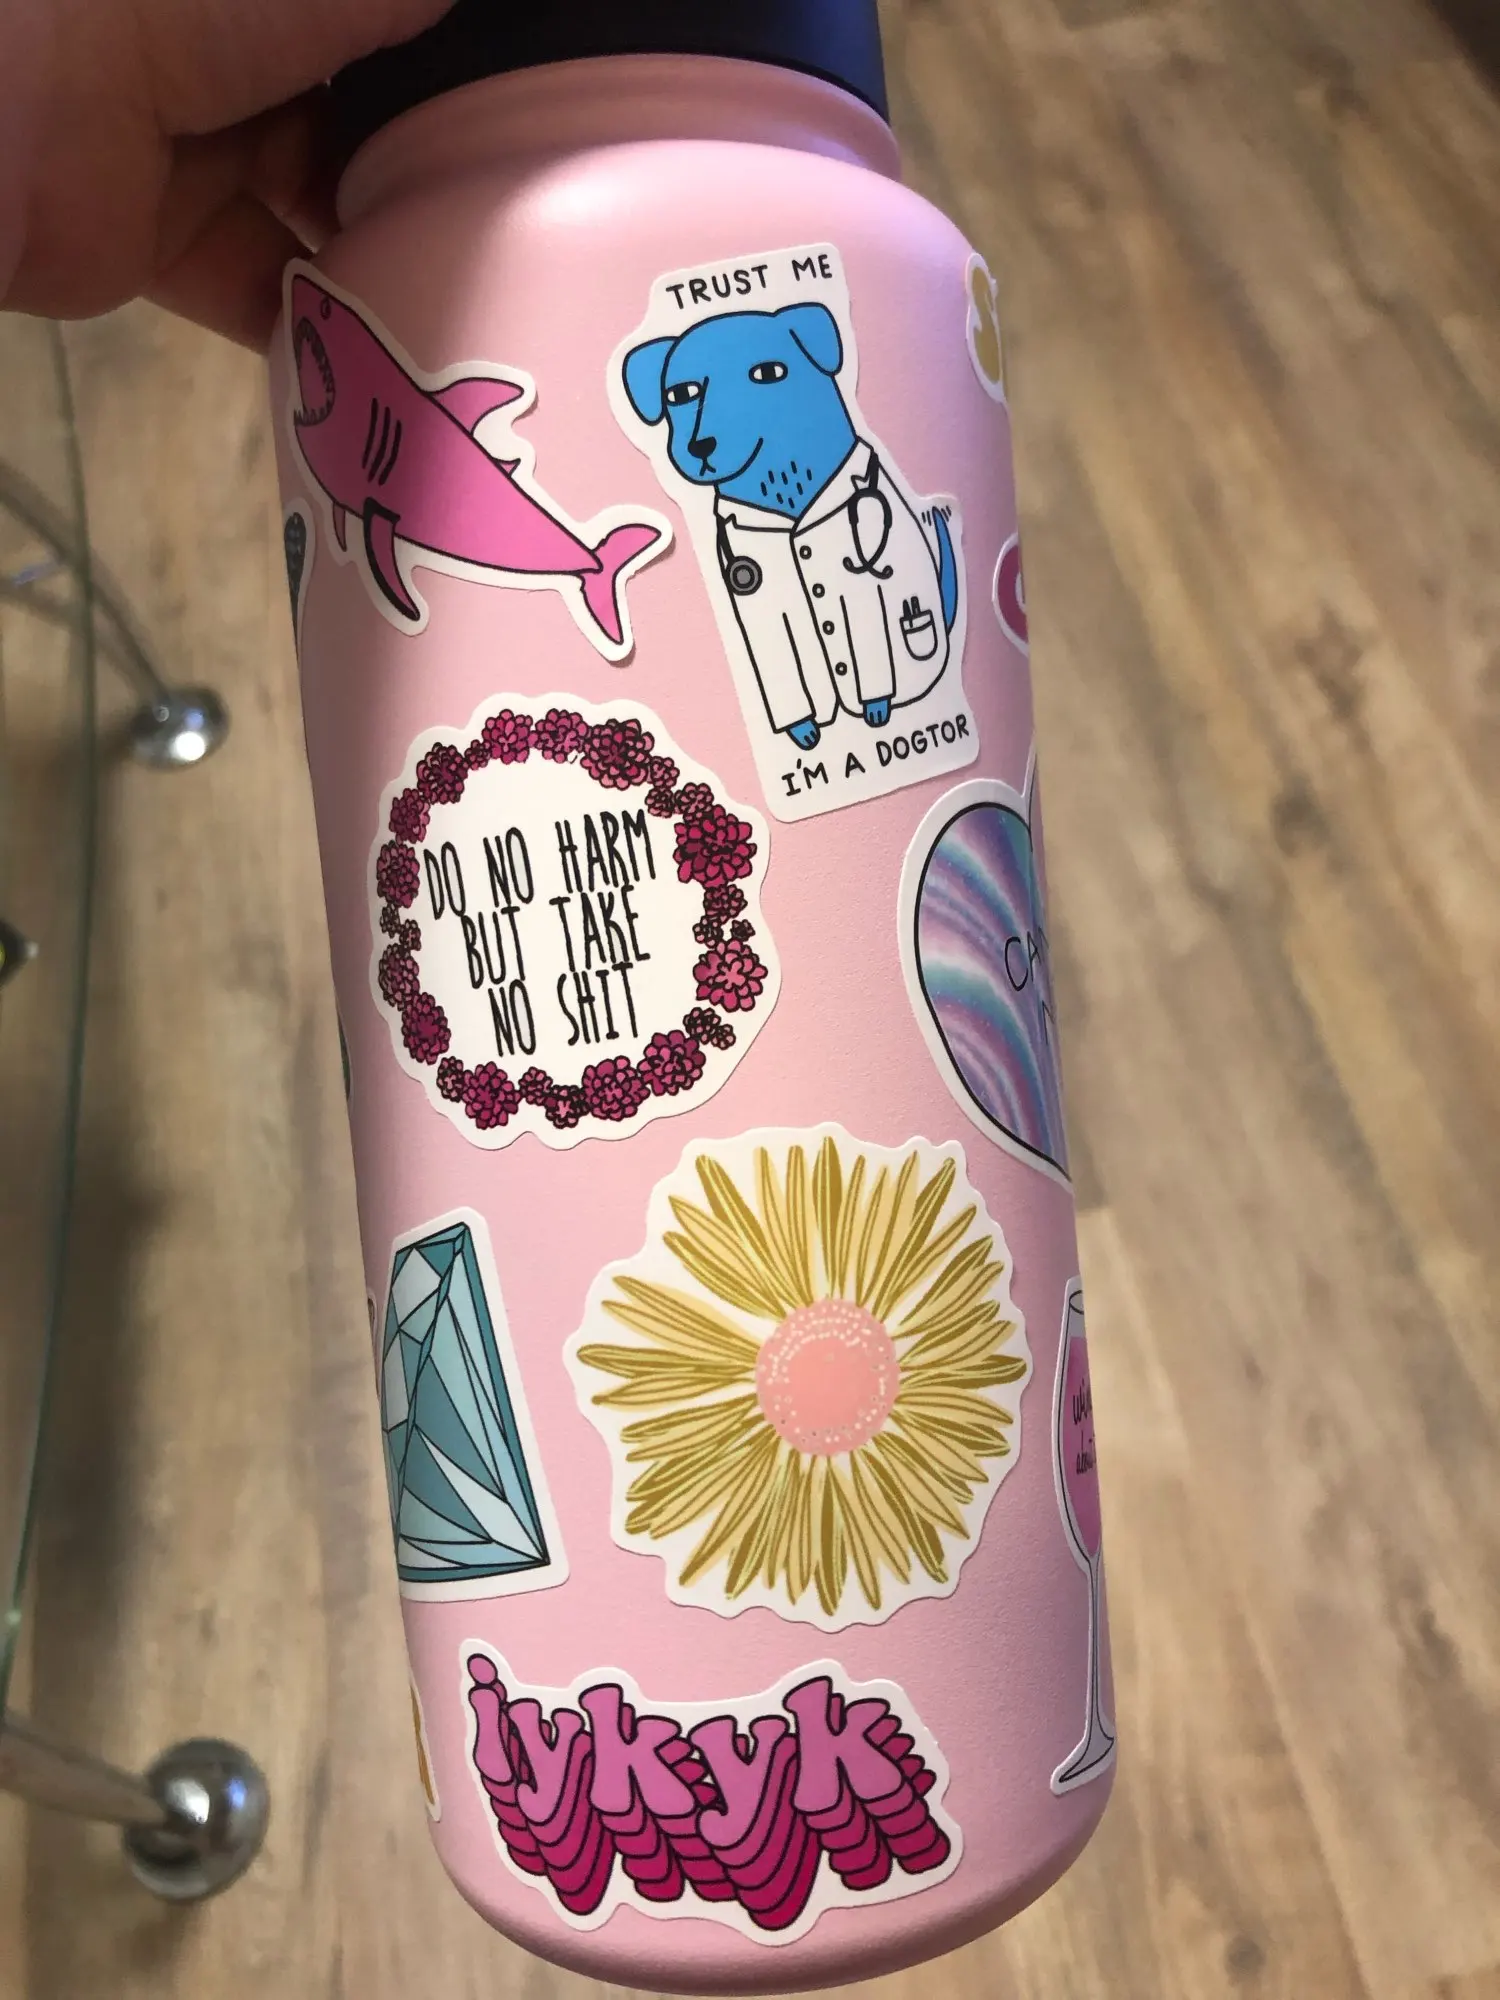 TRUST ME
I'M A DOGTOR
DO NO HARM
BUT TAKE
NO SHIT
iykyk